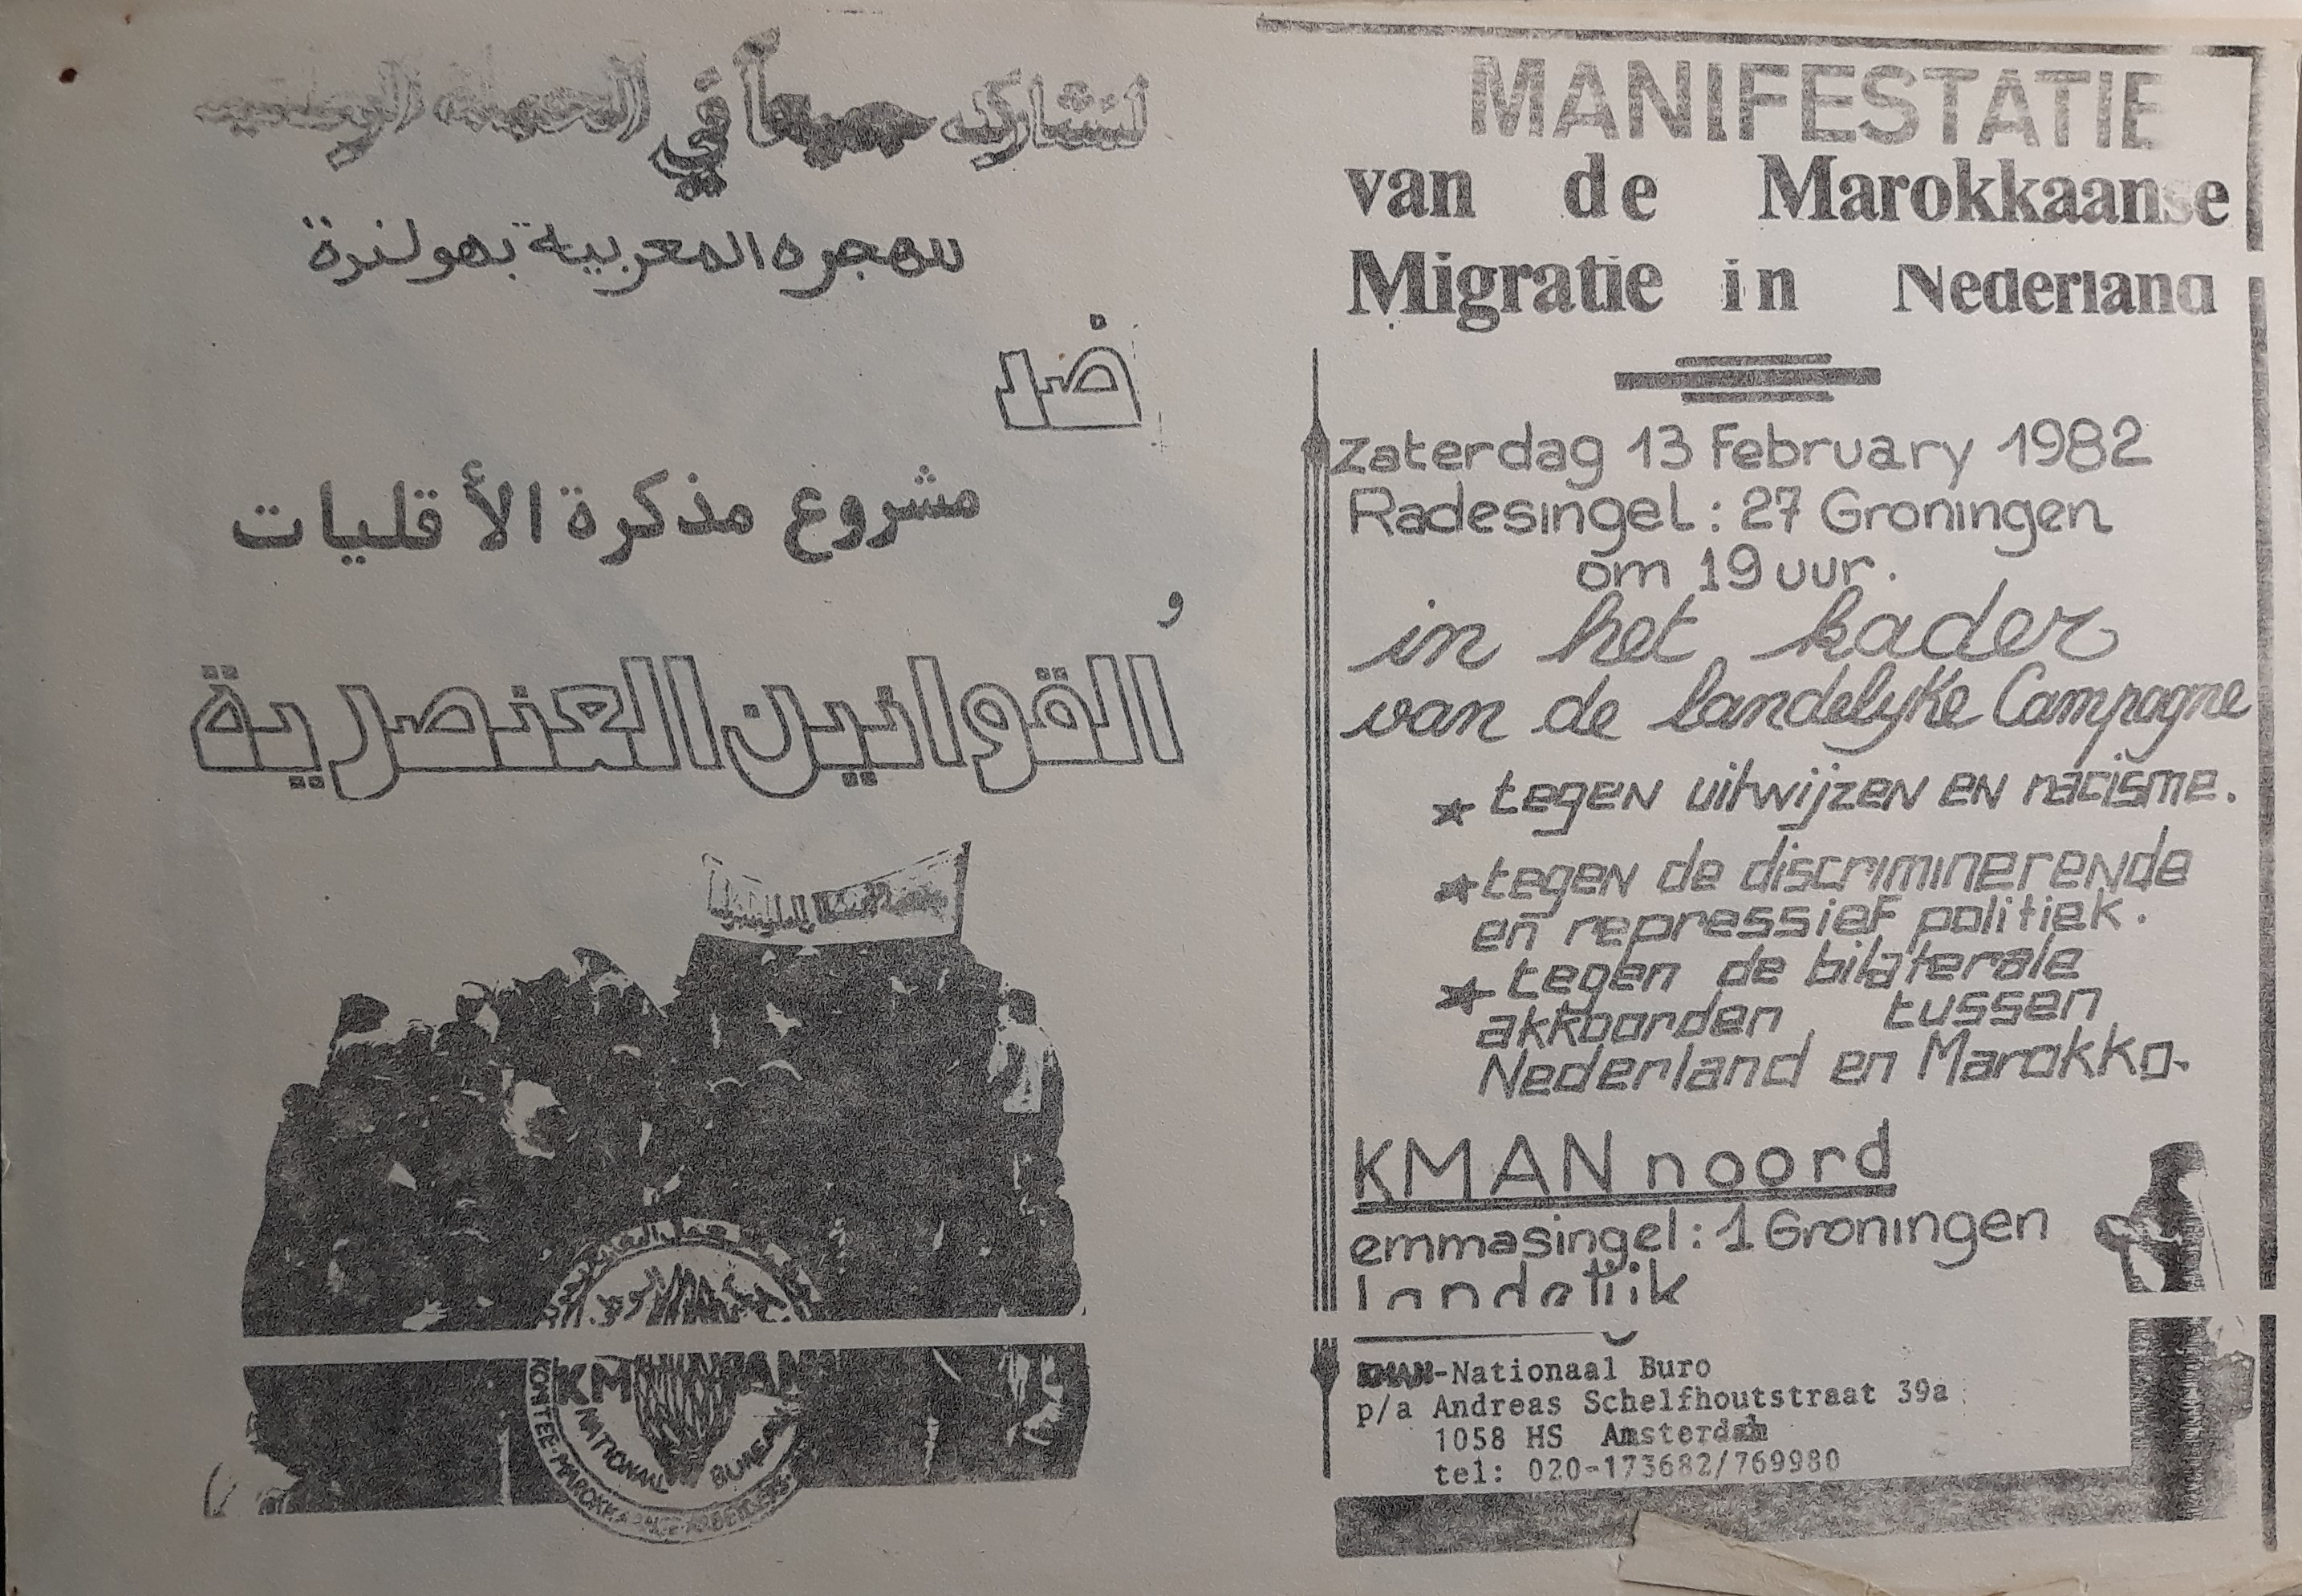 لنشارك جميعاً في الحملة الوطنية
للهجرة المغربية بهولندة
ضد
مشروع مذكرة الأقليات
و
القوانين العنصرية
KMAN
NATIONAAL BUREAU
KOMITEE MAROKKAANSE ARBEIDERS
MANIFESTATIE
van de Marokkaanse
Migratie in Nederland
zaterdag 13 February 1982
Radesingel: 27 Groningen
om 19 uur.
in het kader
van de landelyke Campagne
★ tegen uitwijzen en racisme.
★ tegen de discriminerende
en repressief politiek.
★ tegen de bilaterale
akkoorden tussen
Nederland en Marokko.
KMAN noord
emmasingel: 1 Groningen
landelijk
KMAN-Nationaal Buro
p/a Andreas Schelfhoutstraat 39a
1058 HS Amsterdam
tel: 020-173682/769980